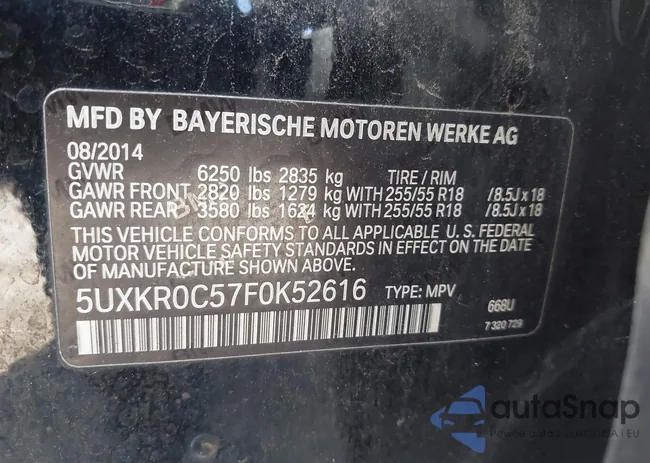 MFD BY BAYERISCHE MOTOREN WERKE AG
08/2014
GVWR 6250 lbs 2835 kg TIRE / RIM
GAWR FRONT 2820 lbs 1279 kg WITH 255/55 R18 /8.5J x 18
GAWR REAR 3580 lbs 1624 kg WITH 255/55 R18 /8.5J x 18
THIS VEHICLE CONFORMS TO ALL APPLICABLE U. S. FEDERAL
MOTOR VEHICLE SAFETY STANDARDS IN EFFECT ON THE DATE
OF MANUFACTURE SHOWN ABOVE.
5UXKR0C57F0K52616 TYPE: MPV
668U
7 320 729
autaSnap